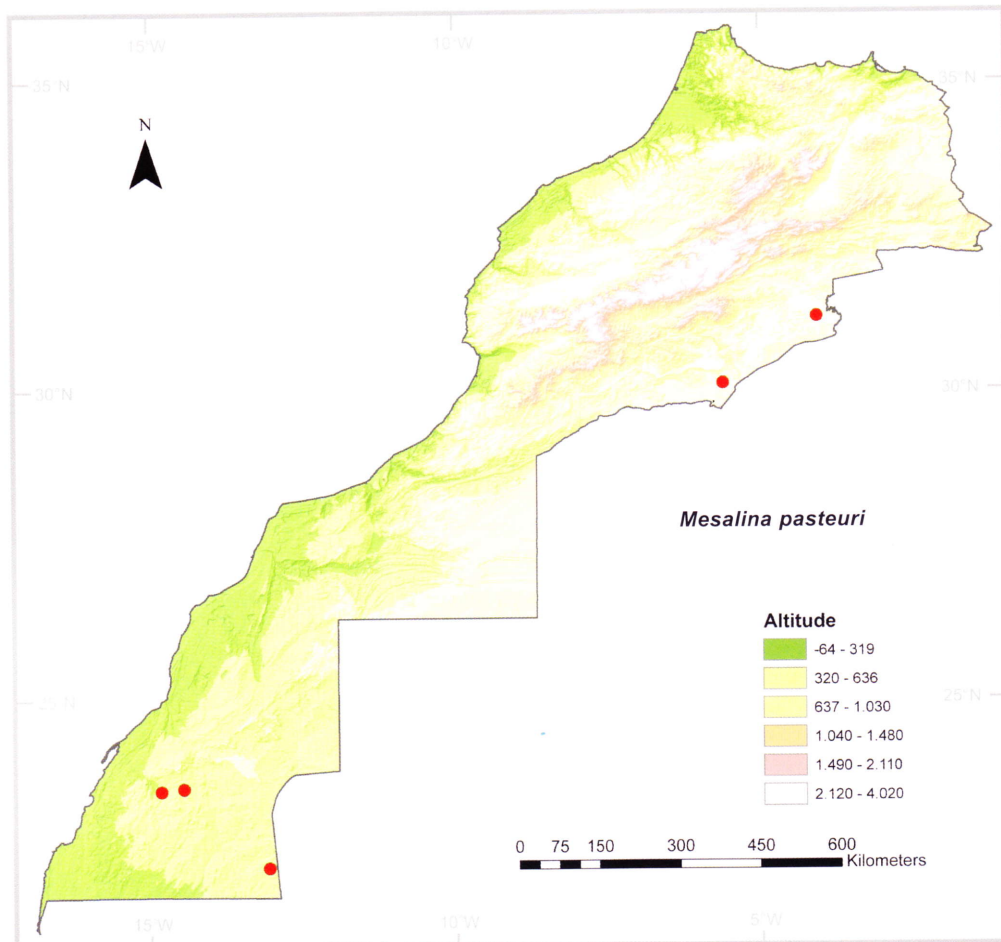 15°W
10°W
35°N
35°N
N
30°N
30°N
Mesalina pasteuri
Altitude
-64 - 319
320 - 636
637 - 1.030
1.040 - 1.480
1.490 - 2.110
2.120 - 4.020
25°N
25°N
0 75 150 300 450 600
Kilometers
15°W
10°W
5°W